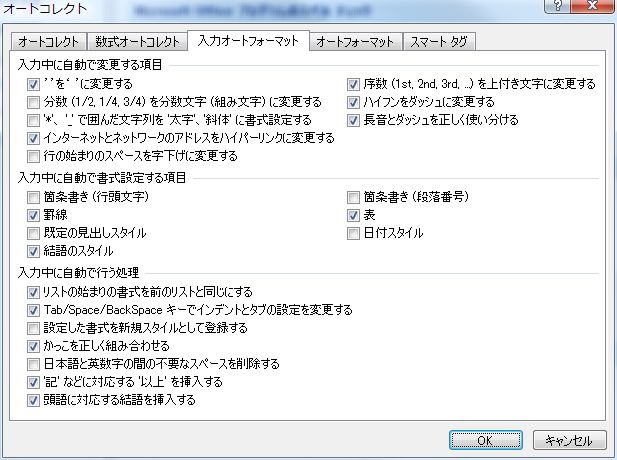 オートコレクト
オートコレクト 数式オートコレクト 入力オートフォーマット オートフォーマット スマート タグ
入力中に自動で変更する項目
' 'を‘ ’に変更する 序数 (1st, 2nd, 3rd, ...) を上付き文字に変更する
分数 (1/2, 1/4, 3/4) を分数文字 (組み文字) に変更する ハイフンをダッシュに変更する
'*'、'_' で囲んだ文字列を '太字'、'斜体' に書式設定する 長音とダッシュを正しく使い分ける
インターネットとネットワークのアドレスをハイパーリンクに変更する
行の始まりのスペースを字下げに変更する
入力中に自動で書式設定する項目
箇条書き (行頭文字) 箇条書き (段落番号)
罫線 表
既定の見出しスタイル 日付スタイル
結語のスタイル
入力中に自動で行う処理
リストの始まりの書式を前のリストと同じにする
Tab/Space/BackSpace キーでインデントとタブの設定を変更する
設定した書式を新規スタイルとして登録する
かっこを正しく組み合わせる
日本語と英数字の間の不要なスペースを削除する
'記' などに対応する '以上' を挿入する
頭語に対応する結語を挿入する
OK キャンセル